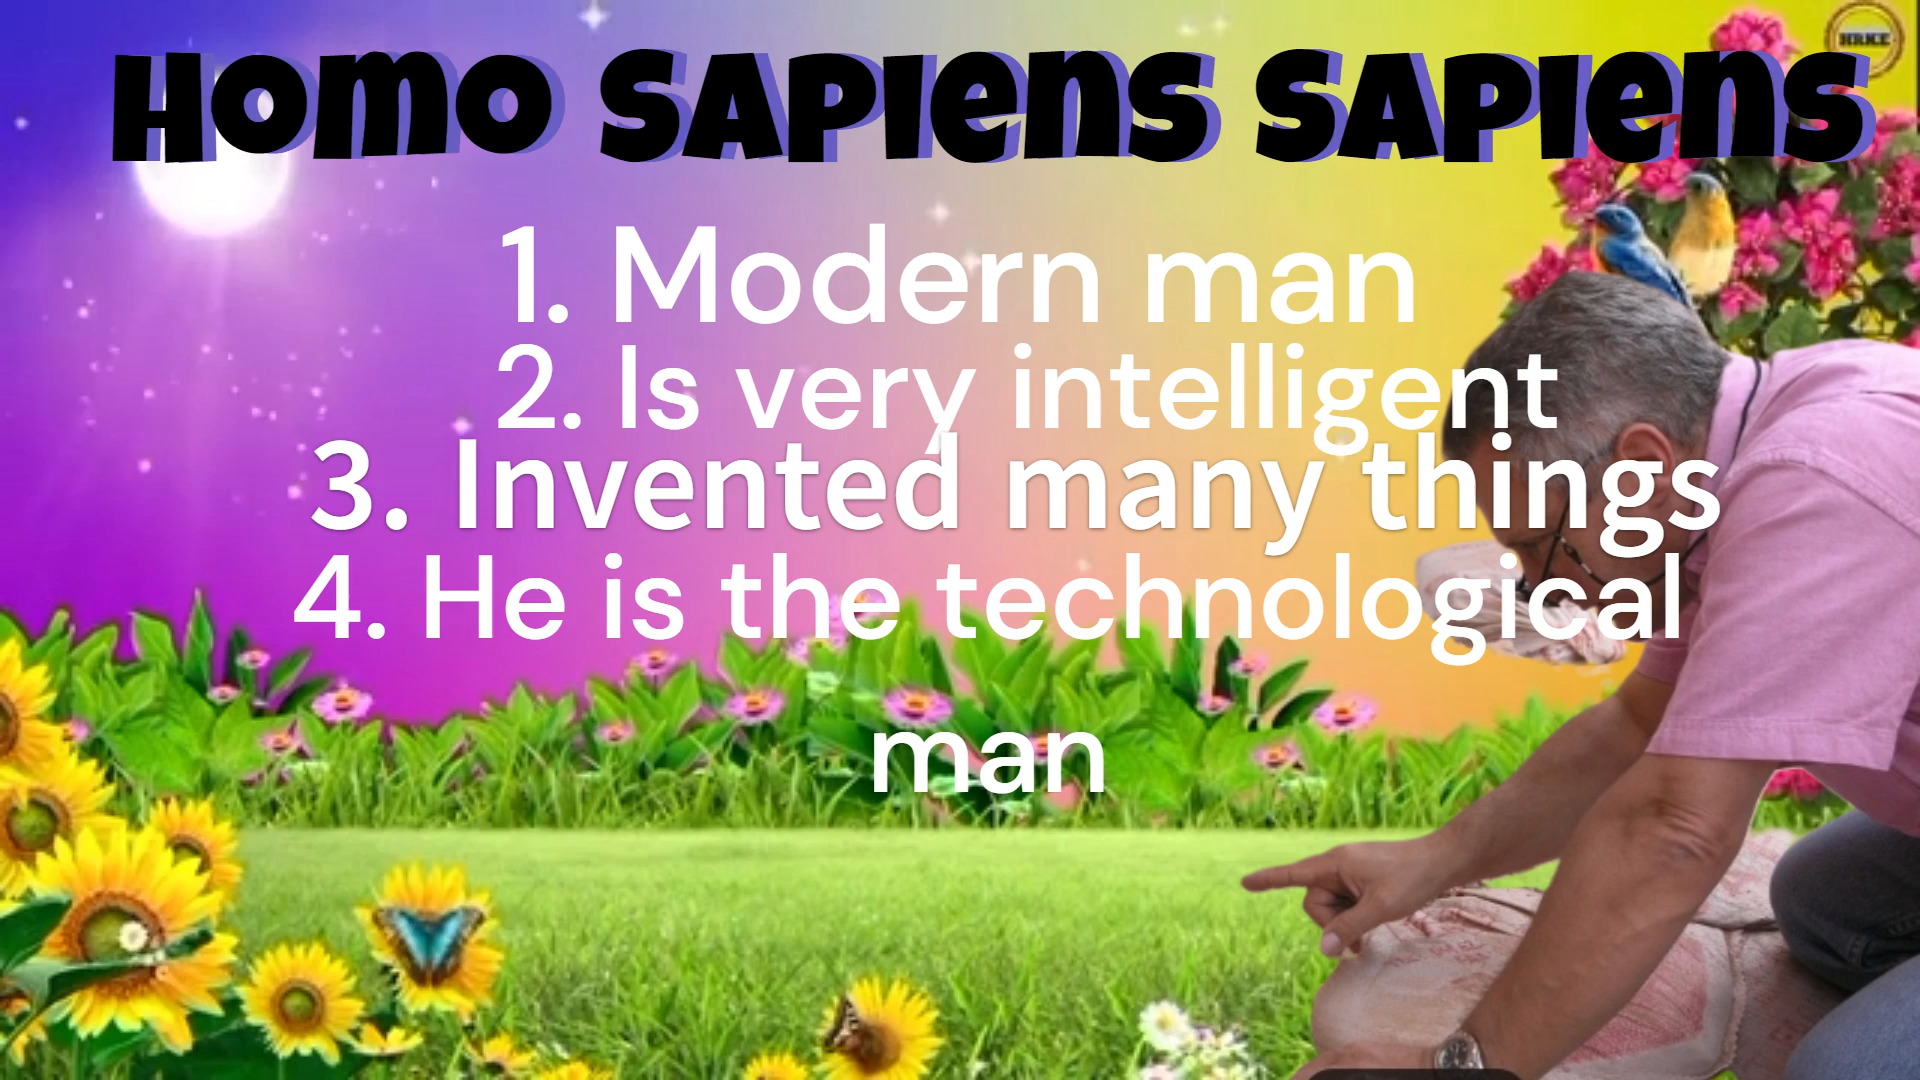 Homo Sapiens Sapiens
1. Modern man
2. Is very intelligent
3. Invented many things
4. He is the technological
man
HRICE